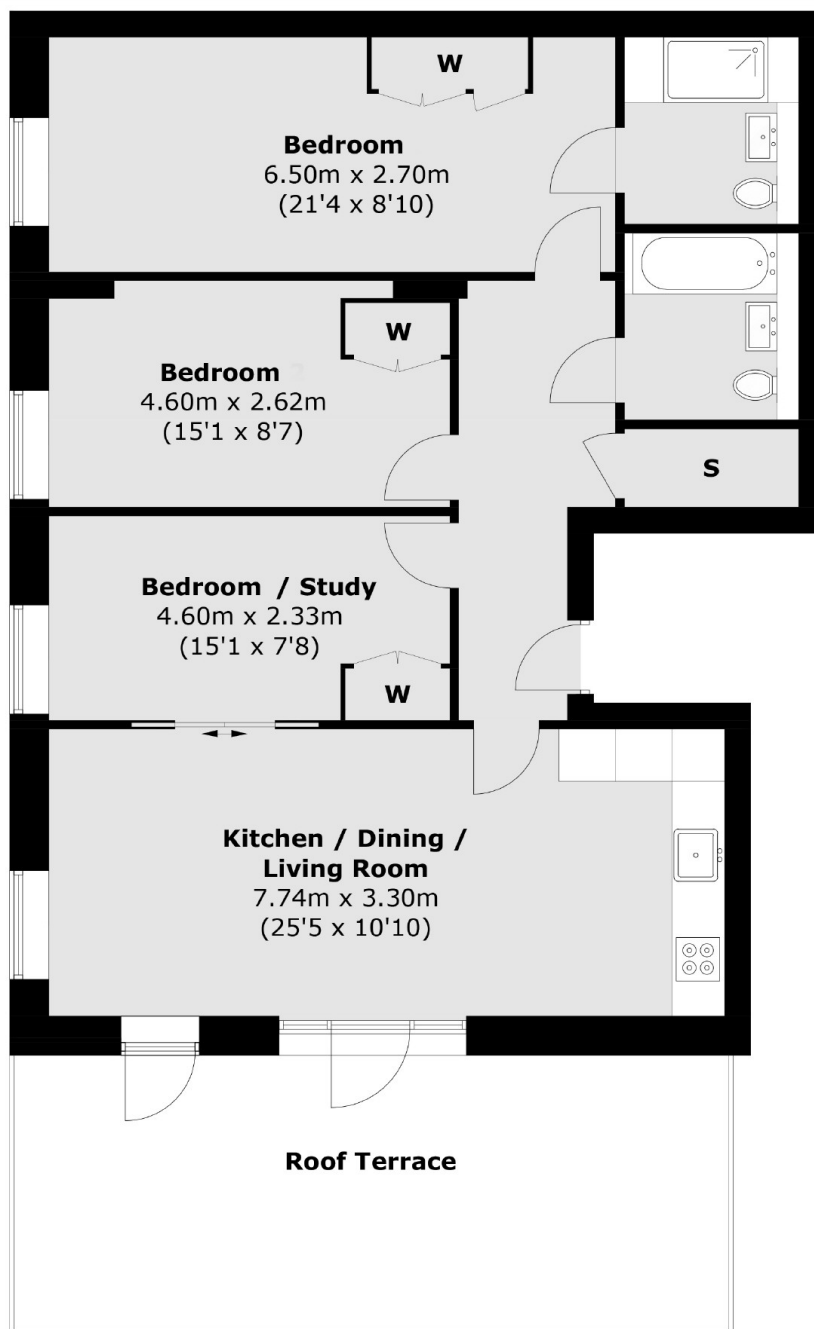 W
Bedroom
6.50m x 2.70m
(21'4 x 8'10)
W
Bedroom
4.60m x 2.62m
(15'1 x 8'7)
S
Bedroom / Study
4.60m x 2.33m
(15'1 x 7'8)
W
Kitchen / Dining /
Living Room
7.74m x 3.30m
(25'5 x 10'10)
Roof Terrace